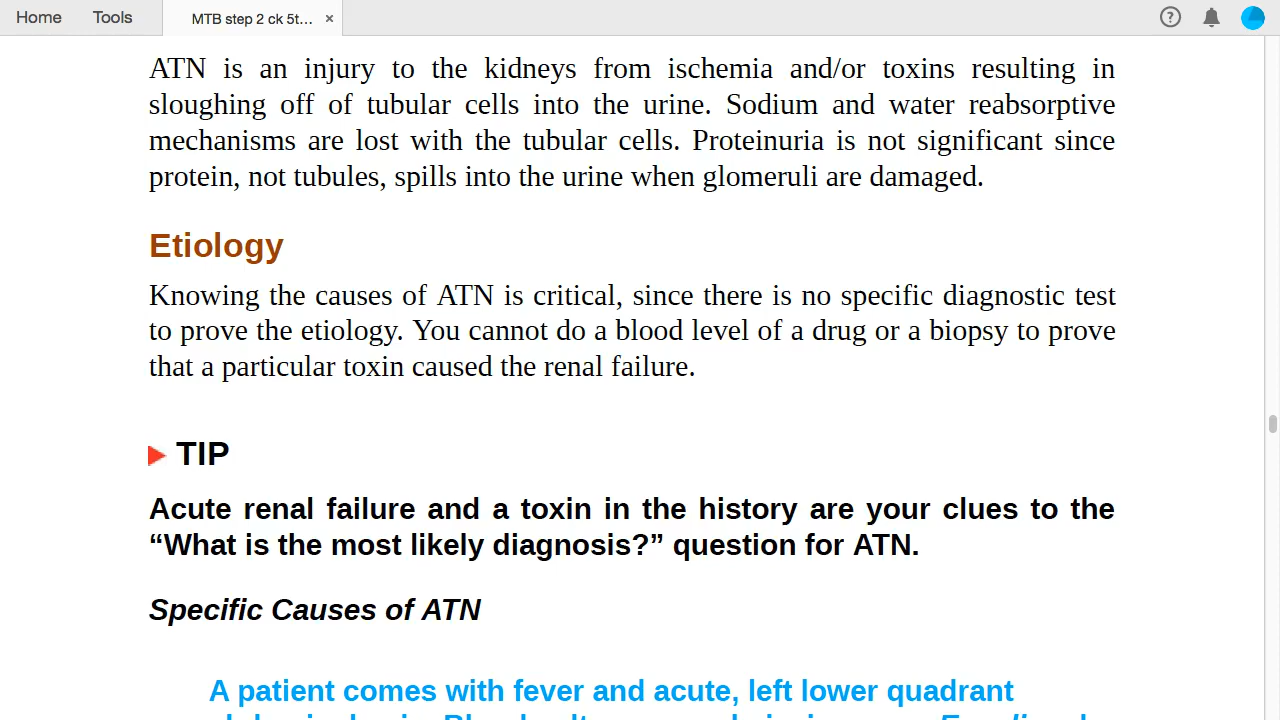 Home Tools MTB step 2 ck 5t... ×
ATN is an injury to the kidneys from ischemia and/or toxins resulting in
sloughing off of tubular cells into the urine. Sodium and water reabsorptive
mechanisms are lost with the tubular cells. Proteinuria is not significant since
protein, not tubules, spills into the urine when glomeruli are damaged.
Etiology
Knowing the causes of ATN is critical, since there is no specific diagnostic test
to prove the etiology. You cannot do a blood level of a drug or a biopsy to prove
that a particular toxin caused the renal failure.
TIP
Acute renal failure and a toxin in the history are your clues to the
“What is the most likely diagnosis?” question for ATN.
Specific Causes of ATN
A patient comes with fever and acute, left lower quadrant